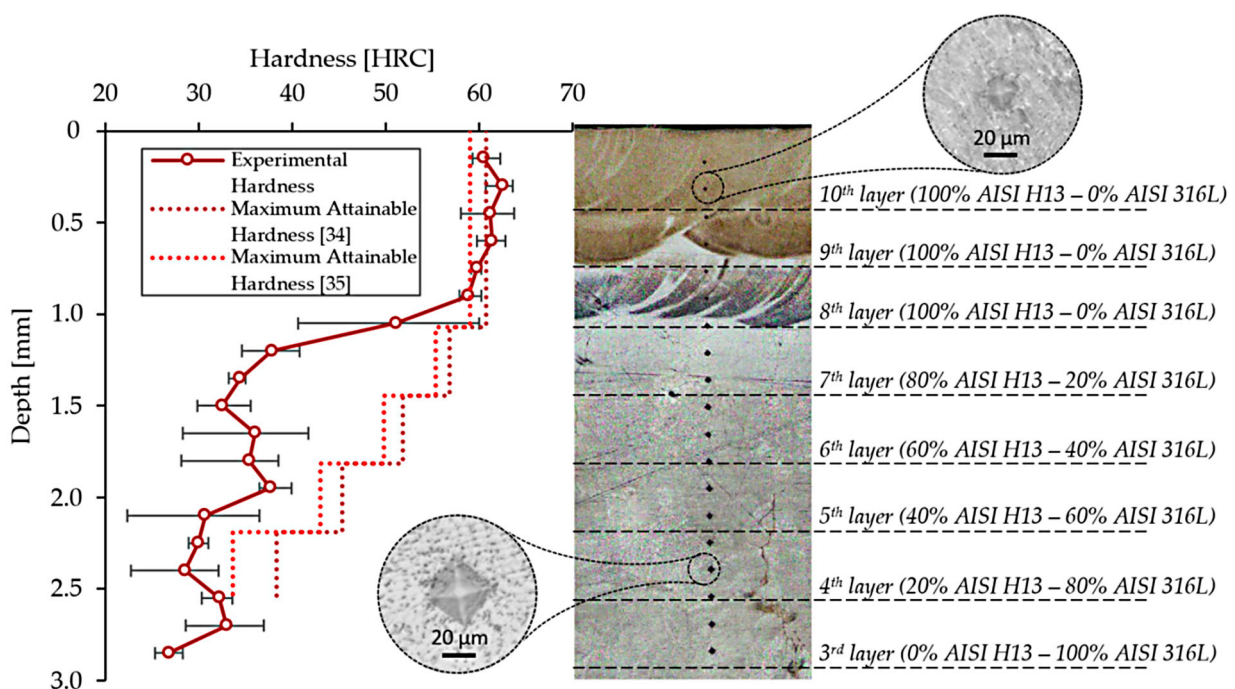 Hardness [HRC]
20 30 40 50 60 70
0
0.5
1.0
1.5
2.0
2.5
3.0
Depth [mm]
Experimental
Hardness
Maximum Attainable
Hardness [34]
Maximum Attainable
Hardness [35]
20 µm
20 µm
10th layer (100% AISI H13 – 0% AISI 316L)
9th layer (100% AISI H13 – 0% AISI 316L)
8th layer (100% AISI H13 – 0% AISI 316L)
7th layer (80% AISI H13 – 20% AISI 316L)
6th layer (60% AISI H13 – 40% AISI 316L)
5th layer (40% AISI H13 – 60% AISI 316L)
4th layer (20% AISI H13 – 80% AISI 316L)
3rd layer (0% AISI H13 – 100% AISI 316L)